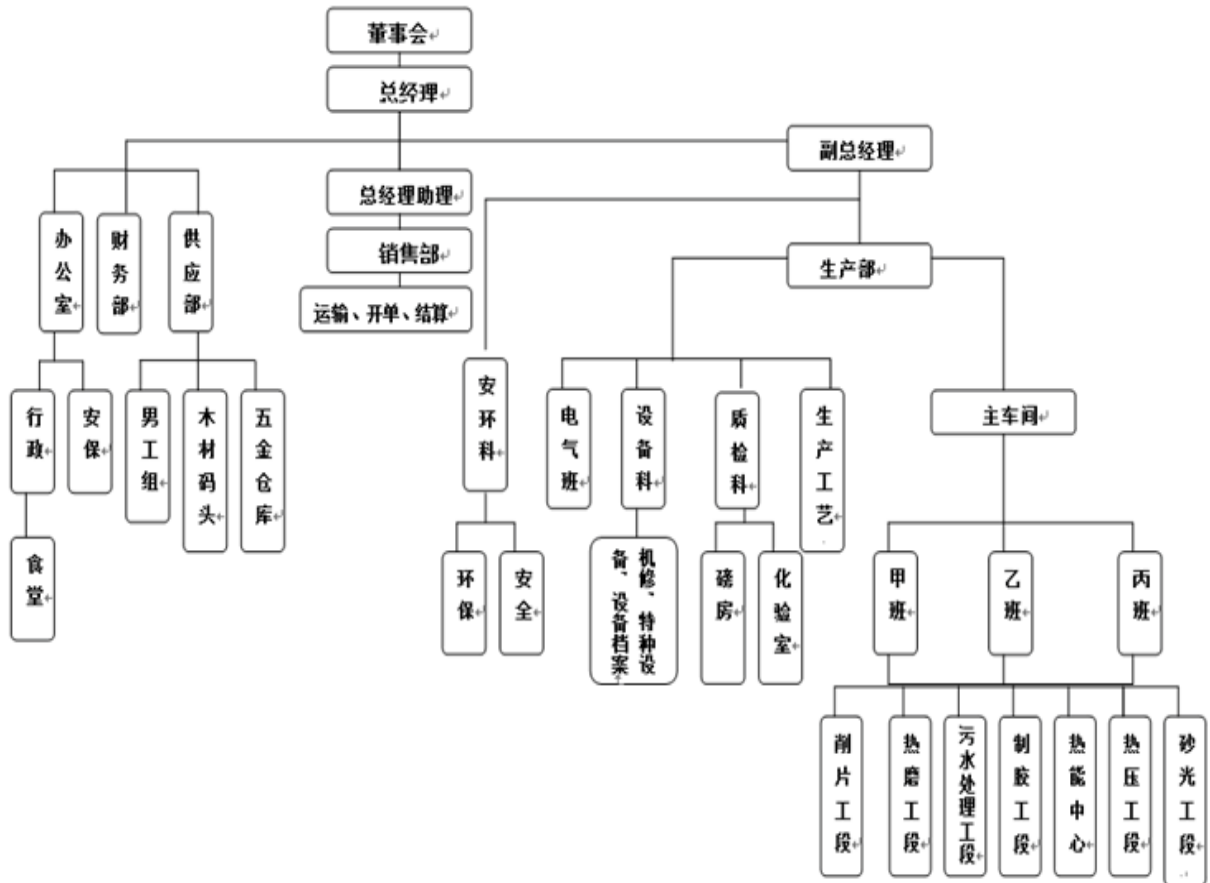 董事会
总经理
副总经理
总经理助理
办公室
财务部
供应部
销售部
生产部
运输、开单、结算
安环科
电气班
设备科
质检科
生产工艺
主车间
行政
安保
男工组
木材码头
五金仓库
食堂
环保
安全
机修、特种设
备、设备档案
磅房
化验室
甲班
乙班
丙班
削片工段
热磨工段
污水处理工段
制胶工段
热能中心
热压工段
砂光工段